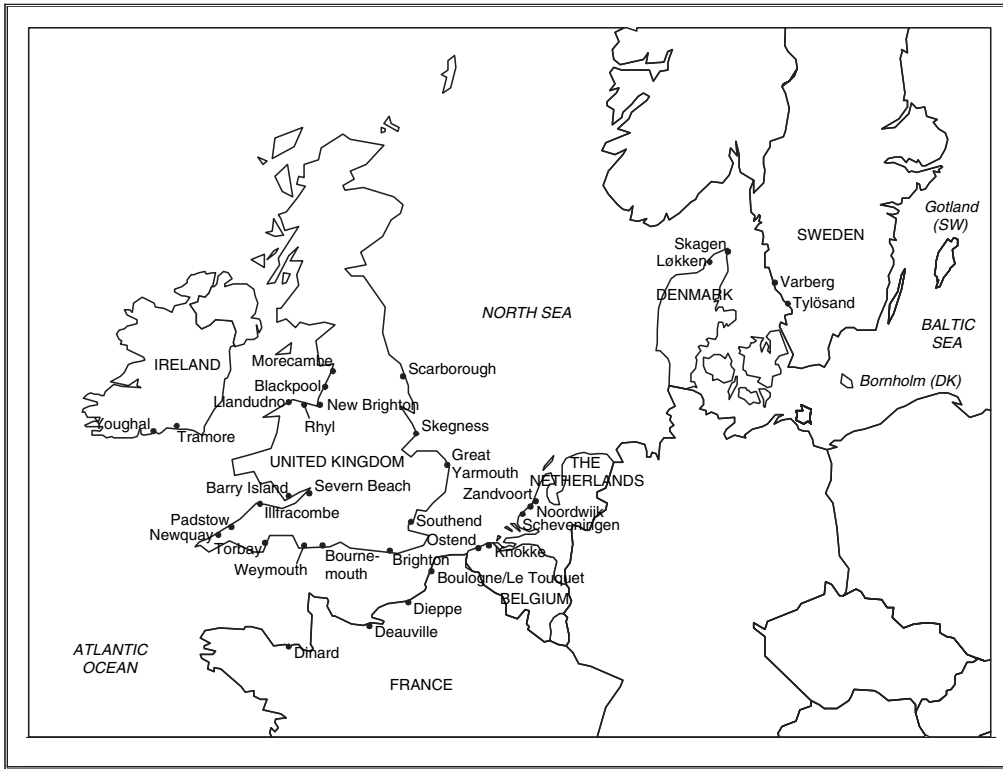 Gotland
(SW)
SWEDEN
Skagen
Løkken
Varberg
DENMARK
Tylösand
NORTH SEA
BALTIC
SEA
IRELAND
Morecambe
Scarborough
Blackpool
Bornholm (DK)
Llandudno
New Brighton
Rhyl
Youghal
Tramore
Skegness
UNITED KINGDOM
Great
Yarmouth
THE
NETHERLANDS
Barry Island
Severn Beach
Zandvoort
Illfracombe
Noordwijk
Padstow
Southend
Scheveningen
Newquay
Ostend
Torbay
Knokke
Weymouth
Bourne-
mouth
Brighton
Boulogne/Le Touquet
BELGIUM
Dieppe
Deauville
ATLANTIC
OCEAN
Dinard
FRANCE